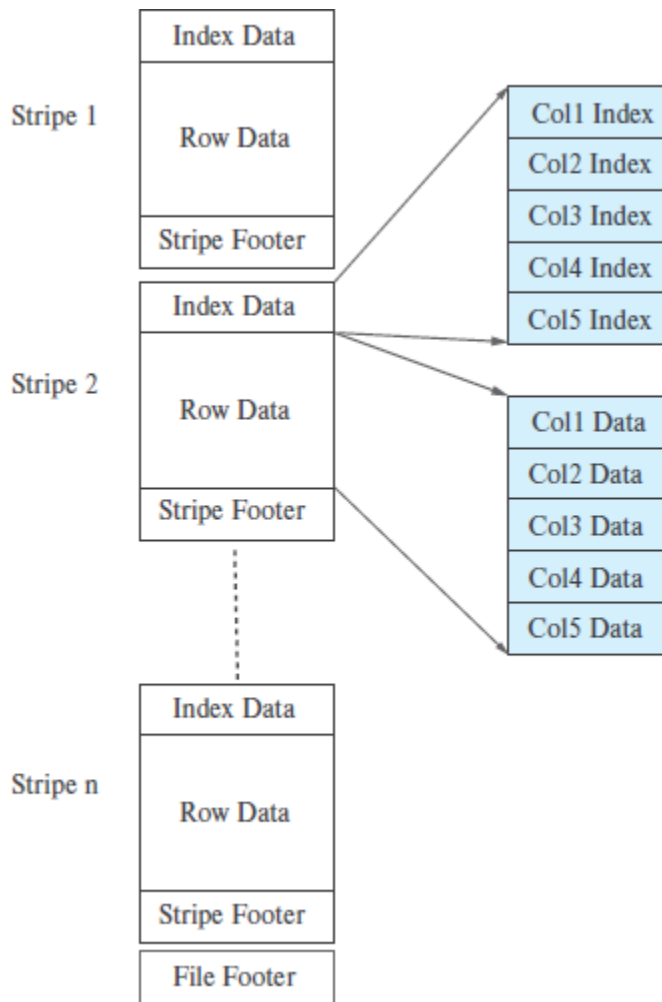 Index Data
Stripe 1
Row Data
Stripe Footer
Index Data
Stripe 2
Row Data
Stripe Footer
Col1 Index
Col2 Index
Col3 Index
Col4 Index
Col5 Index
Col1 Data
Col2 Data
Col3 Data
Col4 Data
Col5 Data
Index Data
Stripe n
Row Data
Stripe Footer
File Footer